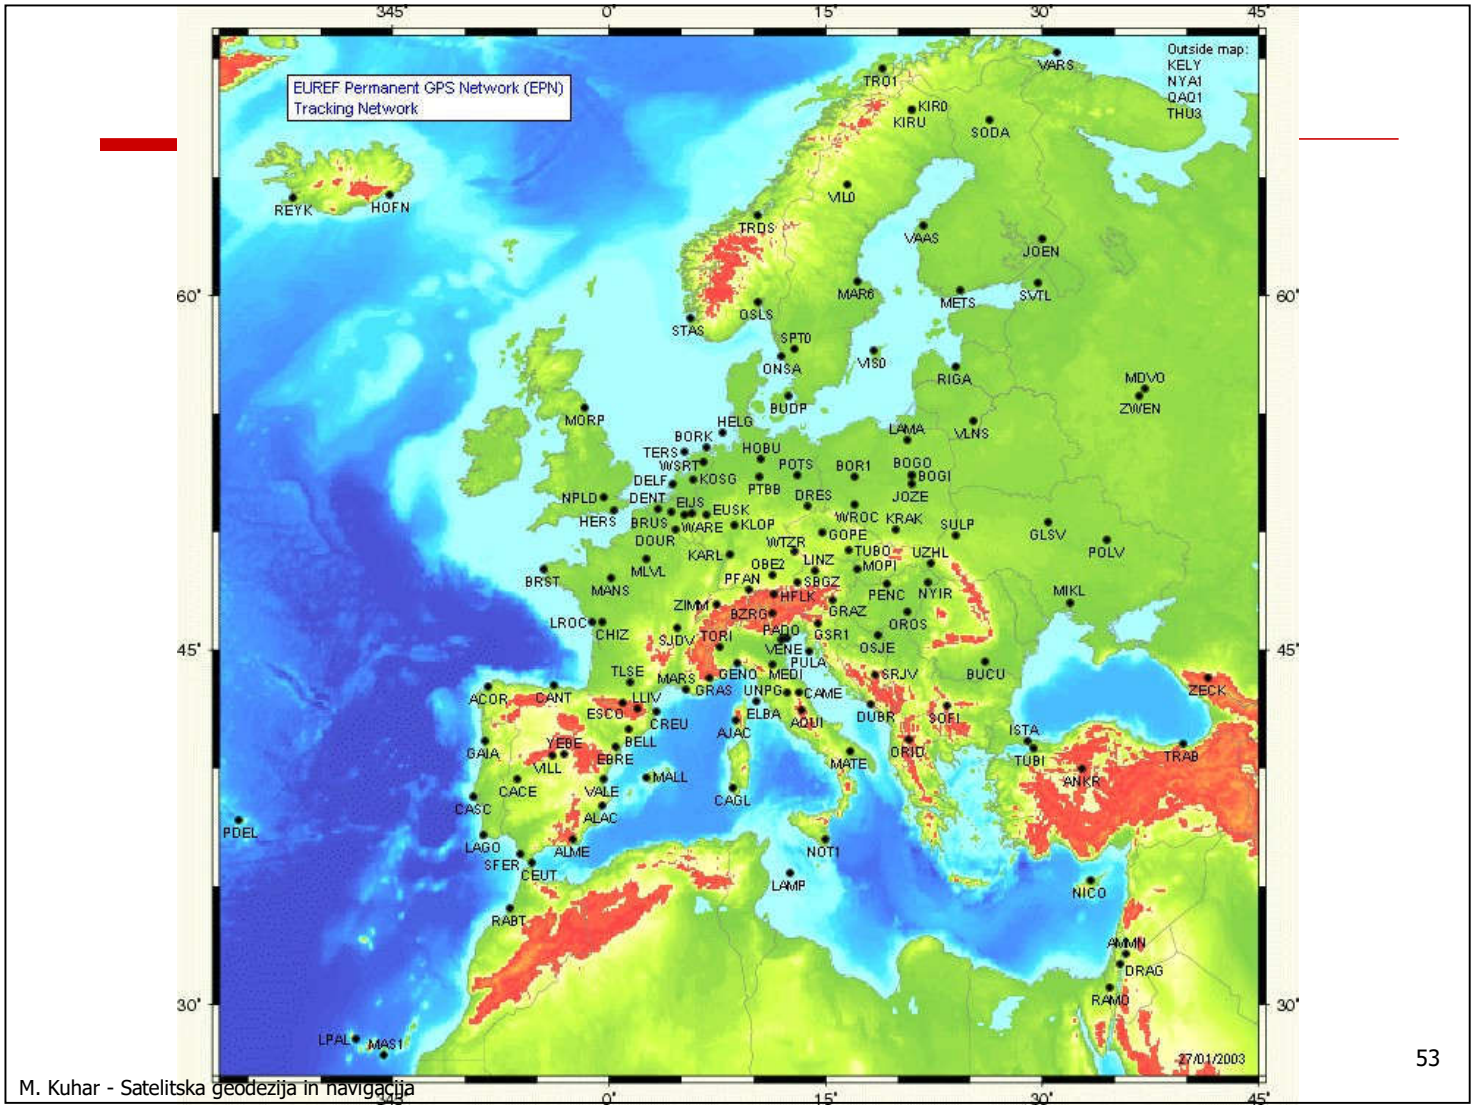 345°
0°
15°
30°
45°
Outside map:
KELY
NYA1
QAQ1
THU3
EUREF Permanent GPS Network (EPN)
Tracking Network
VARS
TRO1
KIR0
KIRU
SODA
REYK
HOFN
VIL0
TRDS
VAAS
JOEN
60°
MAR6
METS
SVTL
60°
OSLS
STAS
SPT0
ONSA
VIS0
RIGA
MDVO
ZWEN
BUDP
MORP
HELG
LAMA
VLNS
BORK
TERS
HOBU
WSRT
POTS
BOR1
BOGO
BOGI
DELF
KOSG
PTBB
JOZE
NPLD
DENT
EIJS
DRES
HERS
BRUS
EUSK
WROC
KRAK
SULP
WARE
KLOP
GLSV
DOUR
GOPE
POLV
WTZR
TUBO
UZHL
KARL
LINZ
MLVL
OBE2
MOPI
BRST
PFAN
SBGZ
MANS
HFLK
PENC
NYIR
MIKL
ZIMM
BZRG
GRAZ
LROC
CHIZ
OROS
PADO
GSR1
SJDV
TORI
45°
VENE
OSJE
45°
PULA
TLSE
MARS
GENO
MEDI
SRJV
BUCU
ZECK
ACOR
CANT
LLIV
GRAS
UNPG
CAME
ESCO
ELBA
DUBR
SOFI
CREU
AQUI
AJAC
ISTA
BELL
YEBE
GAIA
EBRE
ORID
TUBI
TRAB
VILL
MATE
MALL
ANKR
CACE
VALE
CAGL
CASC
ALAC
PDEL
LAGO
ALME
NOT1
SFER
CEUT
LAMP
NICO
RABT
AMMN
DRAG
30°
RAMO
30°
LPAL
MAS1
27/01/2003
53
M. Kuhar - Satelitska geodezija in navigacija
345°
0°
15°
30°
45°